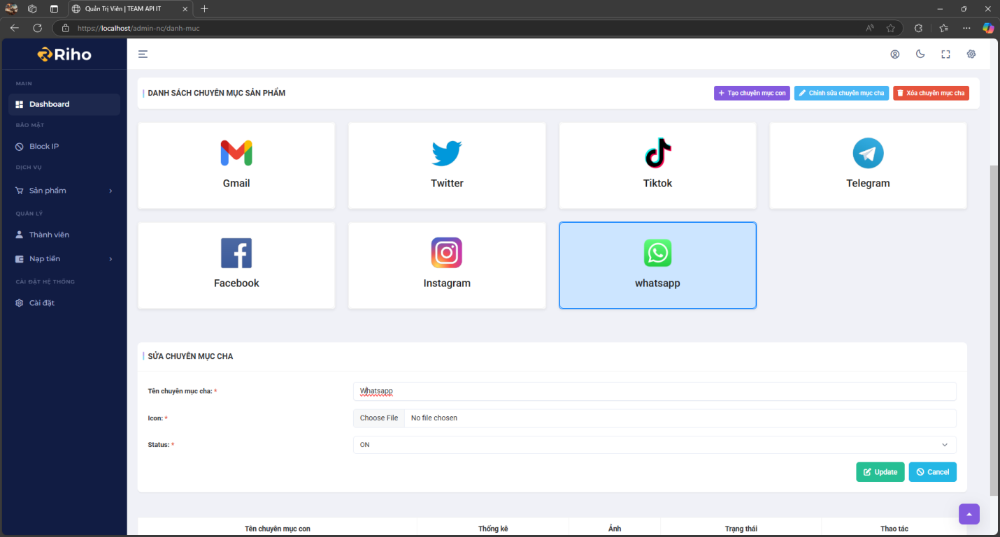 Quản Trị Viên | TEAM API IT
https://localhost/admin-nc/danh-muc
Riho
MAIN
Dashboard
BẢO MẬT
Block IP
DỊCH VỤ
Sản phẩm
QUẢN LÝ
Thành viên
Nạp tiền
CÀI ĐẶT HỆ THỐNG
Cài đặt
DANH SÁCH CHUYÊN MỤC SẢN PHẨM
Tạo chuyên mục con
Chỉnh sửa chuyên mục cha
Xóa chuyên mục cha
Gmail
Twitter
Tiktok
Telegram
Facebook
Instagram
whatsapp
SỬA CHUYÊN MỤC CHA
Tên chuyên mục cha: *
Whatsapp
Icon: *
Choose File
No file chosen
Status: *
ON
Update
Cancel
Tên chuyên mục con
Thống kê
Ảnh
Trạng thái
Thao tác